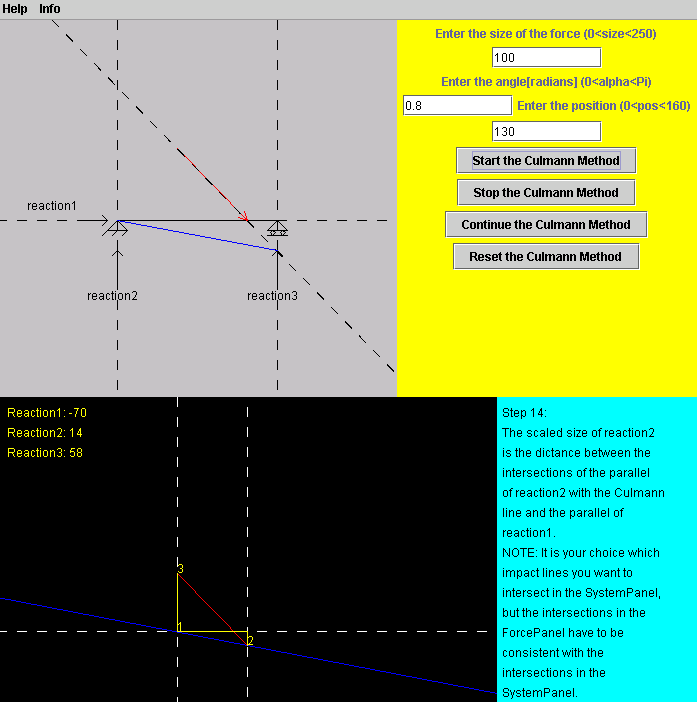 Help Info
Enter the size of the force (0<size<250)
100
Enter the angle[radians] (0<alpha<Pi)
0.8
Enter the position (0<pos<160)
130
Start the Culmann Method
Stop the Culmann Method
Continue the Culmann Method
Reset the Culmann Method
reaction1
reaction2
reaction3
Reaction1: -70
Reaction2: 14
Reaction3: 58
3
1
2
Step 14:
The scaled size of reaction2
is the dictance between the
intersections of the parallel
of reaction2 with the Culmann
line and the parallel of
reaction1.
NOTE: It is your choice which
impact lines you want to
intersect in the SystemPanel,
but the intersections in the
ForcePanel have to be
consistent with the
intersections in the
SystemPanel.